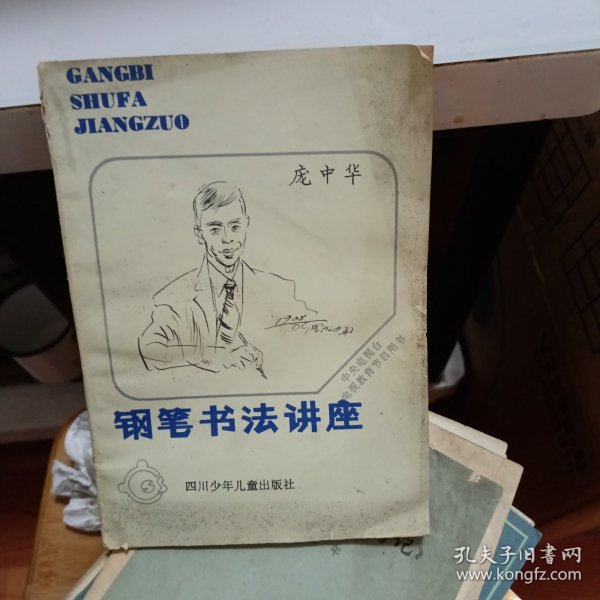 GANGBI
SHUFA
JIANGZUO
庞中华
中央电视台
电视教育节目用书
钢笔书法讲座
四川少年儿童出版社
记》
孔夫子旧书网
www.kongfz.com